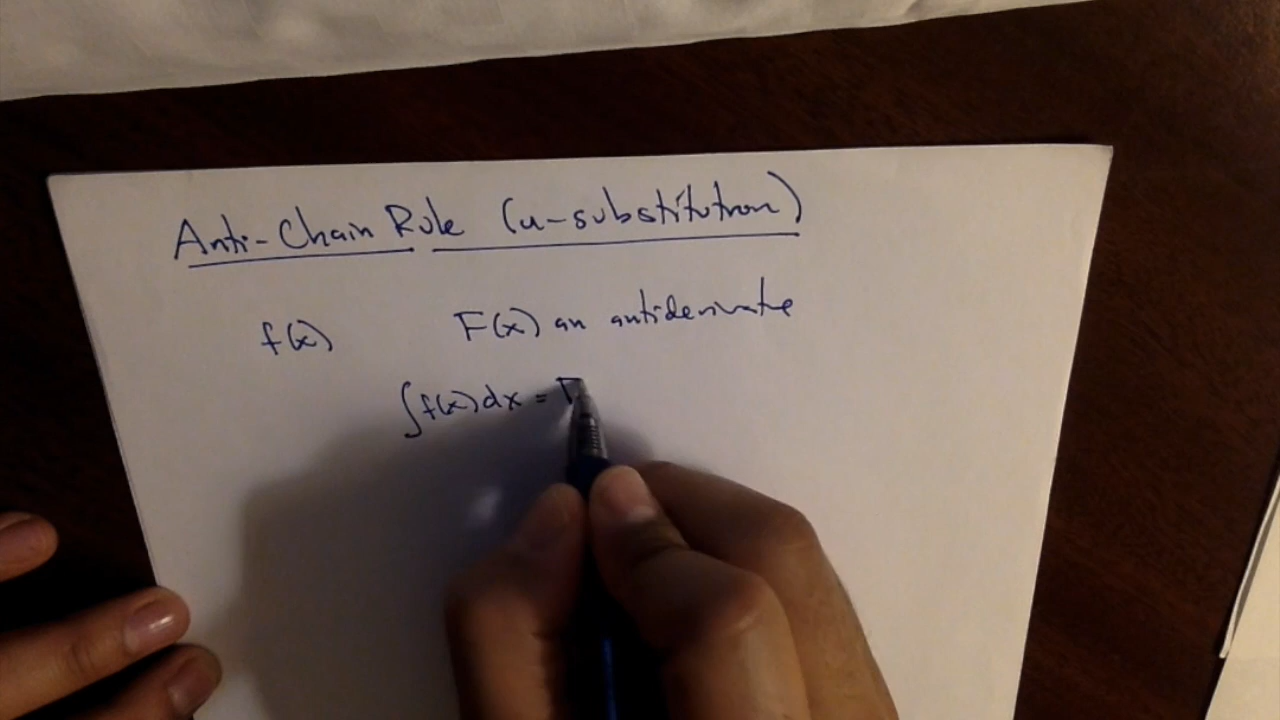 Anti-Chain Rule (u-substitution)
f(x) F(x) an antiderivative
∫f(x)dx = F